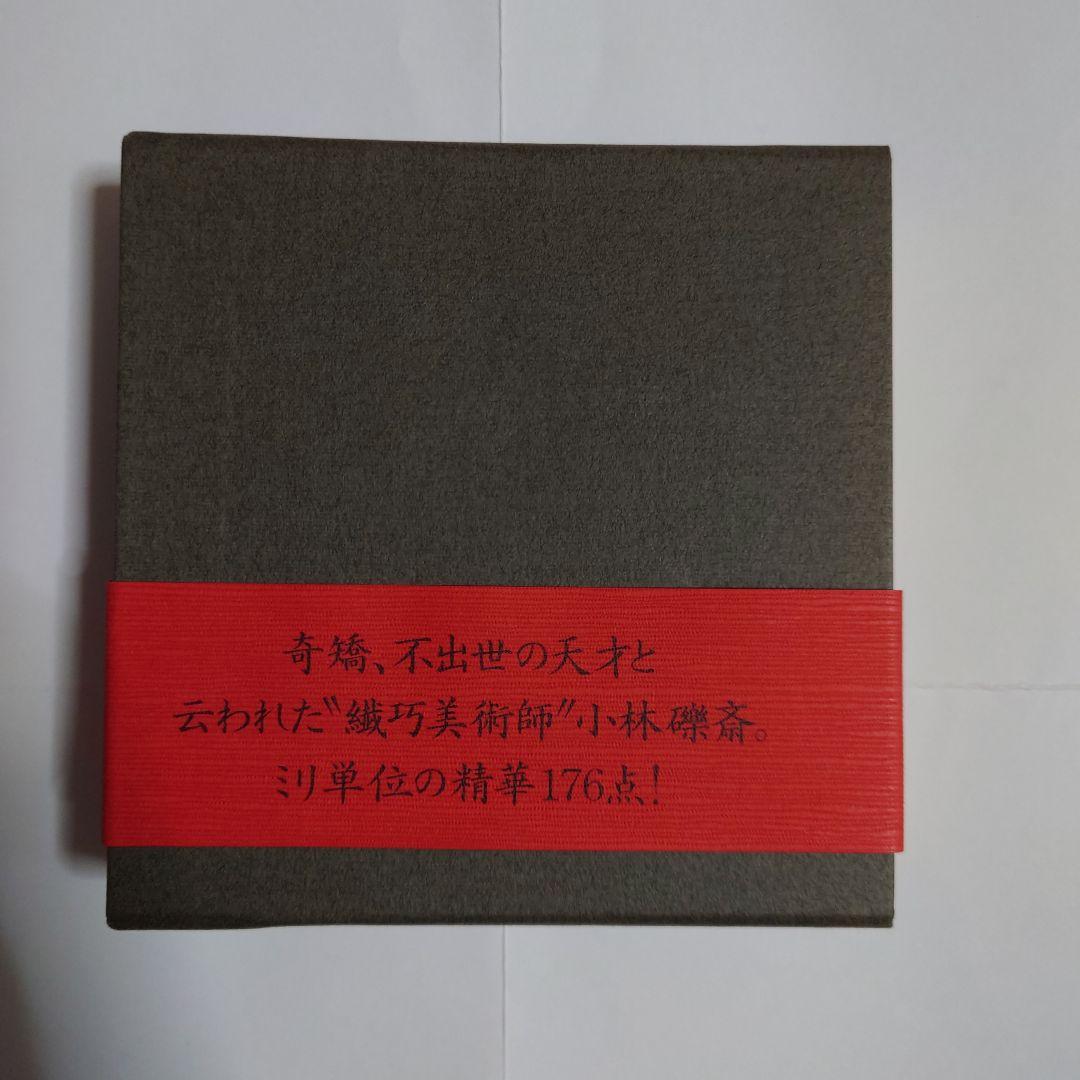 奇矯、不出世の天才と
云われた〝繊巧美術師〟小林礫斎。
ミリ単位の精華176点!